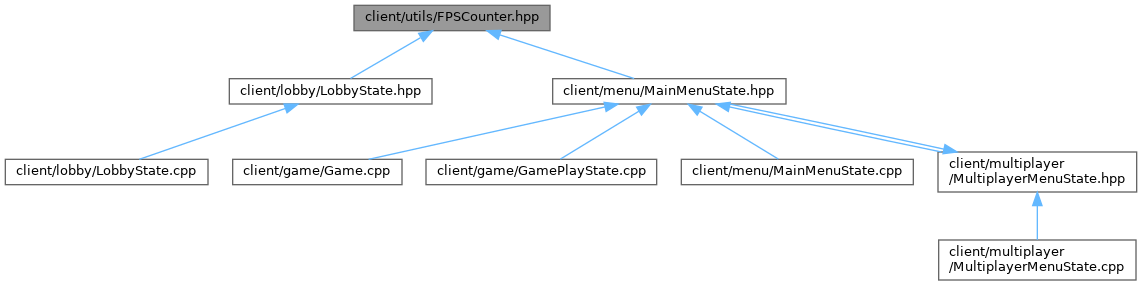 client/utils/FPSCounter.hpp
client/lobby/LobbyState.hpp
client/menu/MainMenuState.hpp
client/lobby/LobbyState.cpp
client/game/Game.cpp
client/game/GamePlayState.cpp
client/menu/MainMenuState.cpp
client/multiplayer
/MultiplayerMenuState.hpp
client/multiplayer
/MultiplayerMenuState.cpp